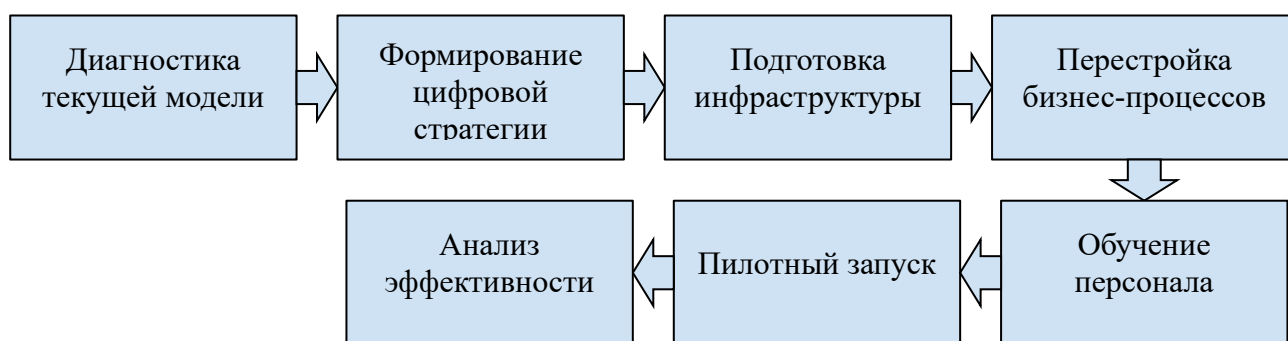 Диагностика
текущей модели
Формирование
цифровой
стратегии
Подготовка
инфраструктуры
Перестройка
бизнес-процессов
Обучение
персонала
Пилотный запуск
Анализ
эффективности